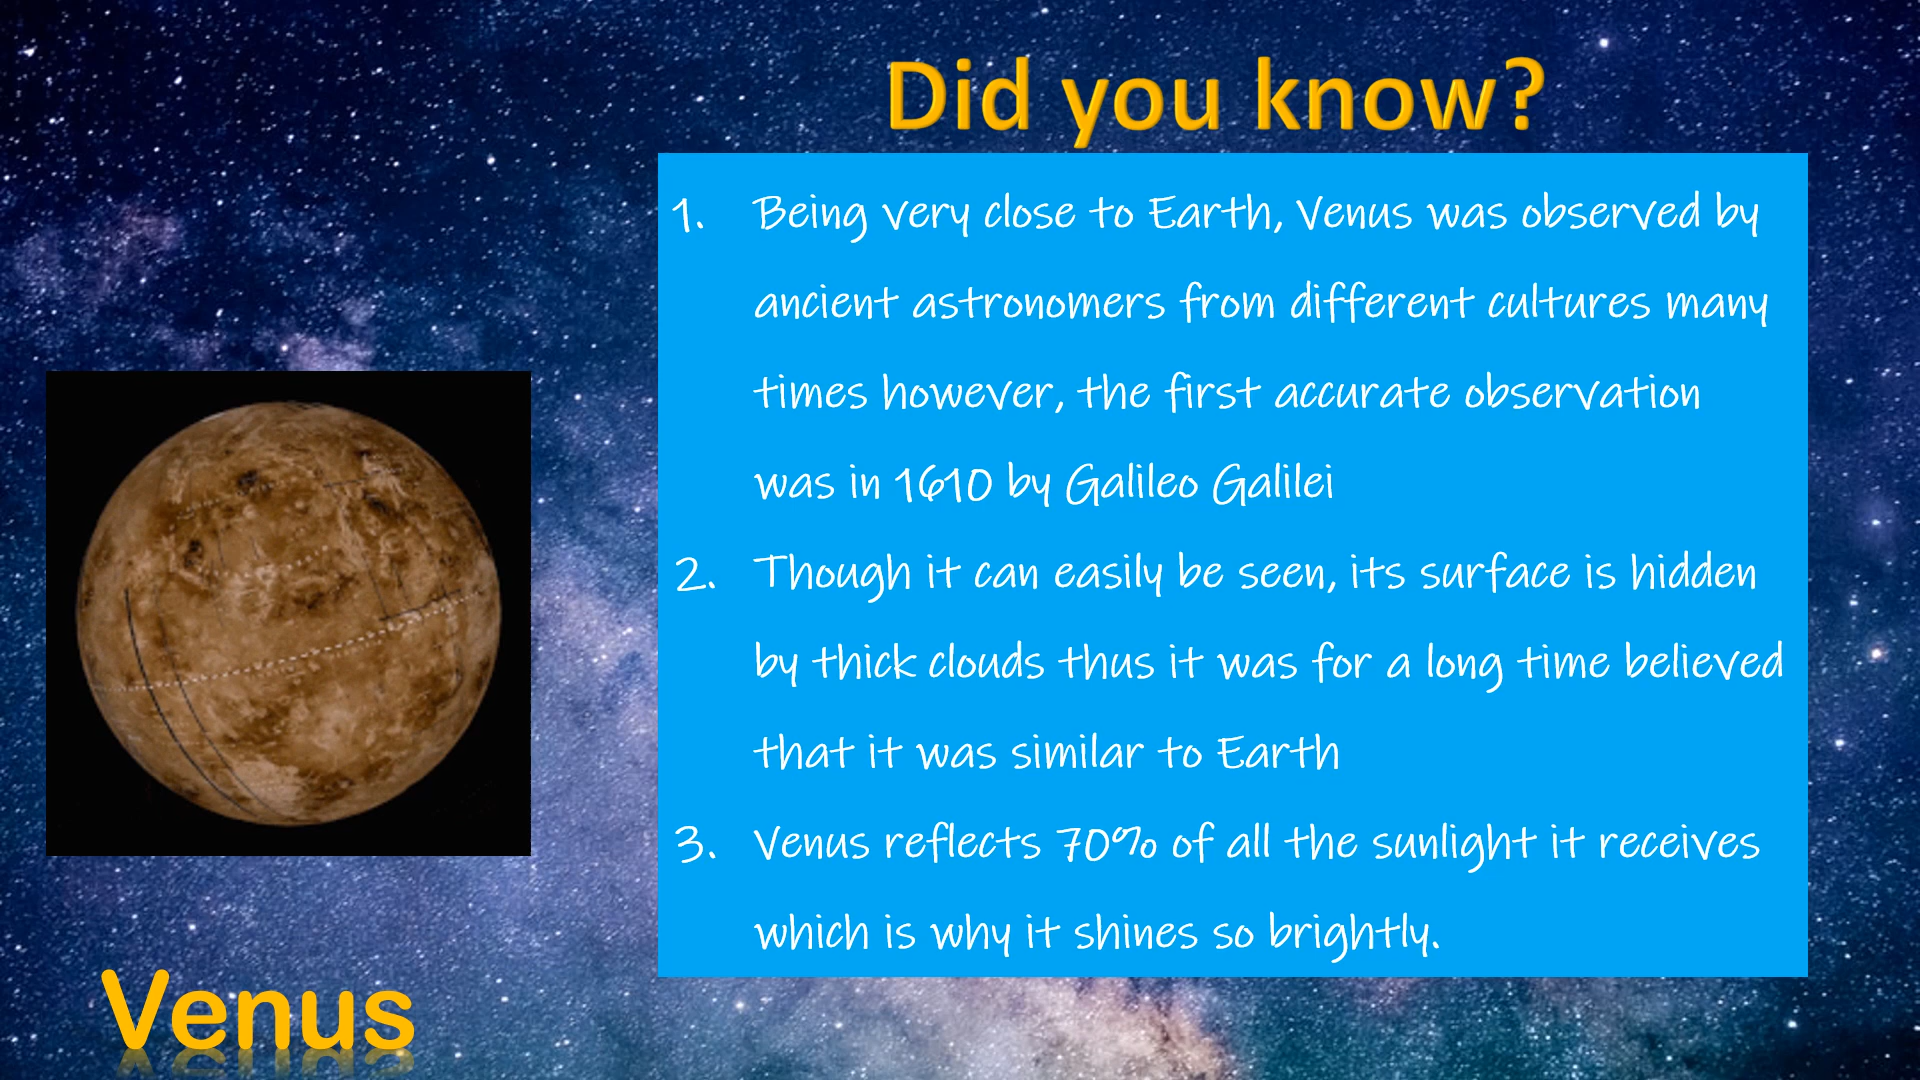 Did you know?
1. Being very close to Earth, Venus was observed by
ancient astronomers from different cultures many
times however, the first accurate observation
was in 1610 by Galileo Galilei
2. Though it can easily be seen, its surface is hidden
by thick clouds thus it was for a long time believed
that it was similar to Earth
3. Venus reflects 70% of all the sunlight it receives
which is why it shines so brightly.
Venus